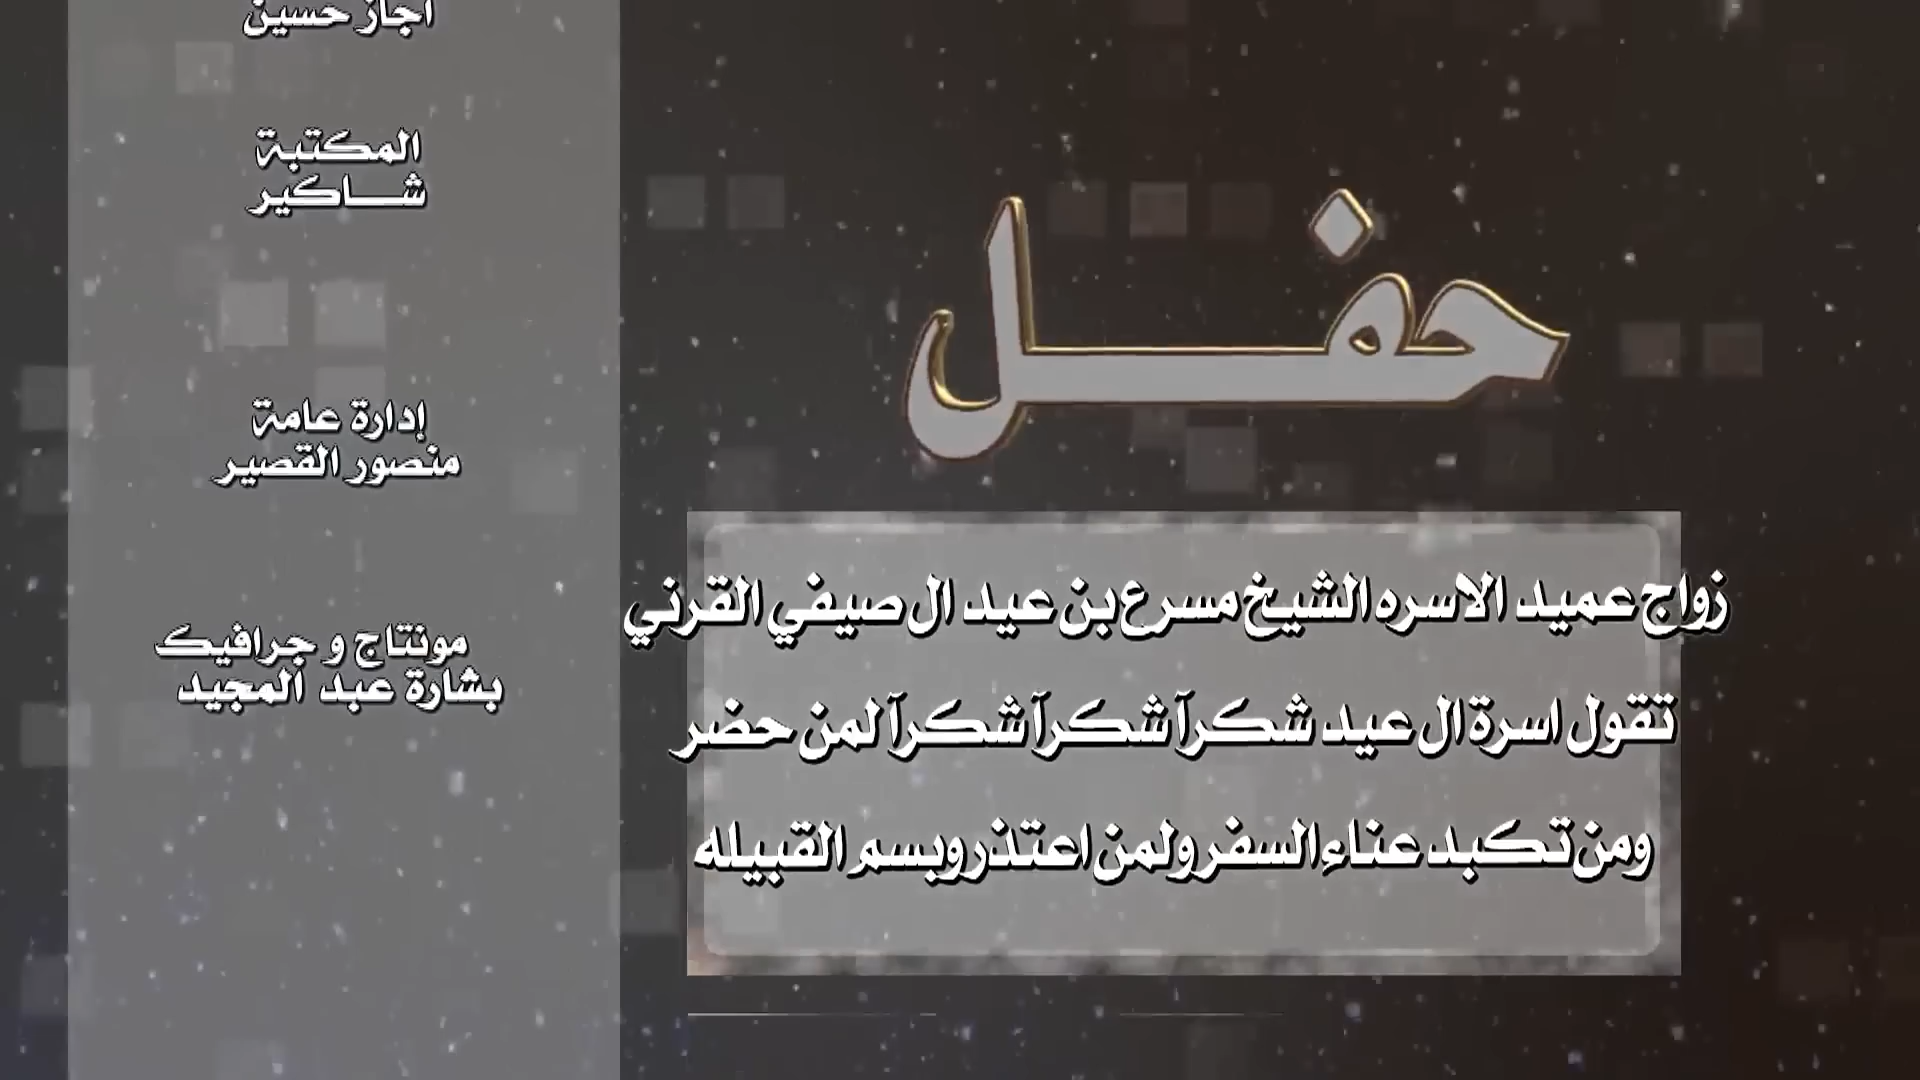 حفل
زواج عميد الاسره الشيخ مسرع بن عيد ال صيفي القرني
تقول اسرة ال عيد شكرآ شكرآ شكرآ لمن حضر
ومن تكبد عناء السفر ولمن اعتذر وبسم القبيله
اجاز حسين
المكتبة
شاكير
إدارة عامة
منصور القصير
مونتاج و جرافيك
بشارة عبد المجيد